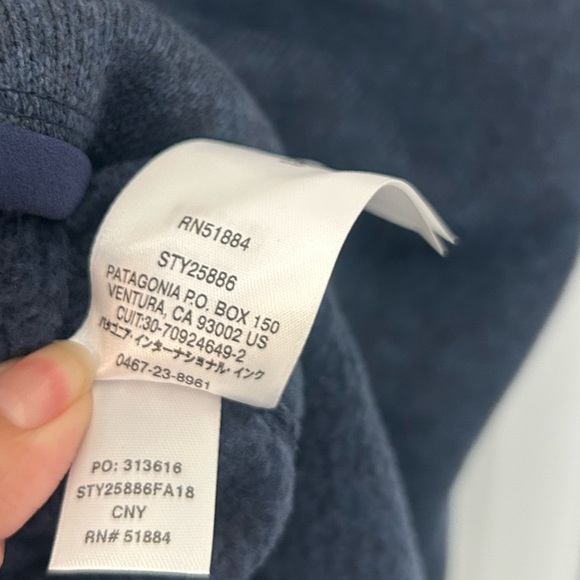 RN51884
STY25886
PATAGONIA P.O. BOX 150
VENTURA, CA 93002 US
CUIT:30-70924649-2
パタゴニア・インターナショナル・インク
0467-23-8961
PO: 313616
STY25886FA18
CNY
RN# 51884